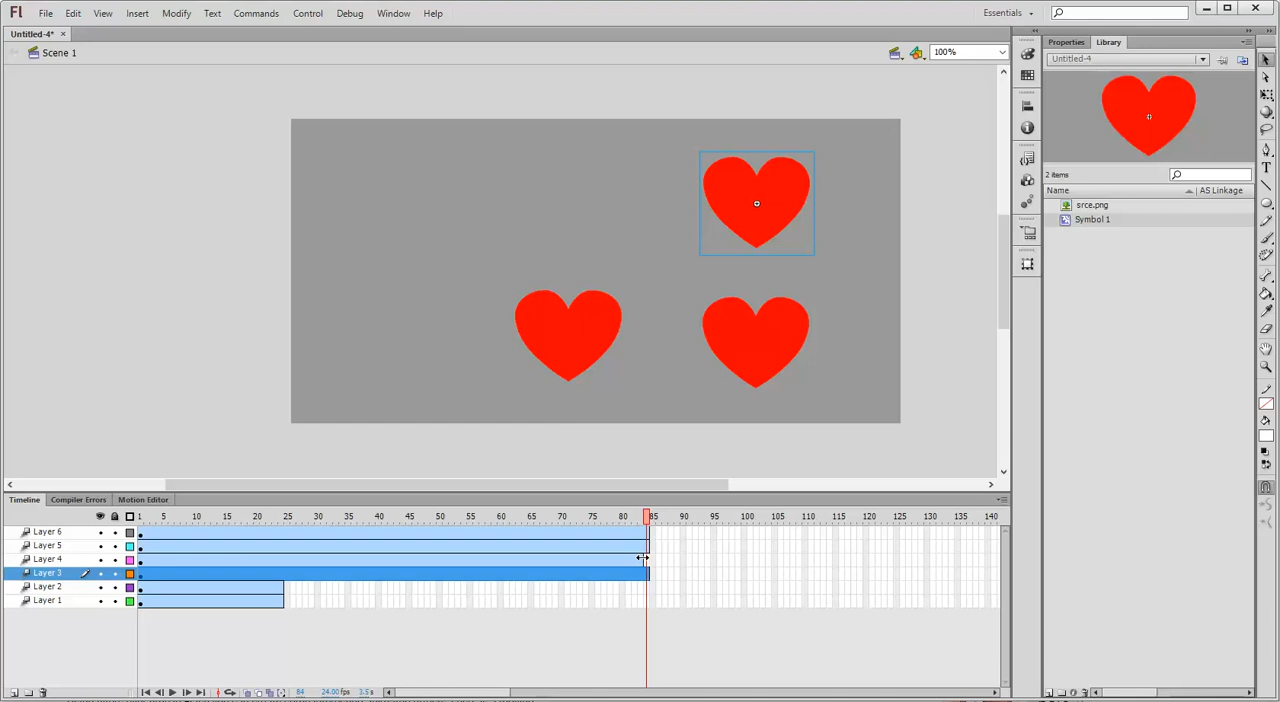 Fl File Edit View Insert Modify Text Commands Control Debug Window Help Essentials
Untitled-4*
Scene 1 100%
Properties Library
Untitled-4
2 items
Name AS Linkage
srce.png
Symbol 1
Timeline Compiler Errors Motion Editor
1 5 10 15 20 25 30 35 40 45 50 55 60 65 70 75 80 85 90 95 100 105 110 115 120 125 130 135 140
Layer 6
Layer 5
Layer 4
Layer 3
Layer 2
Layer 1
84 24.00 fps 3.5 s